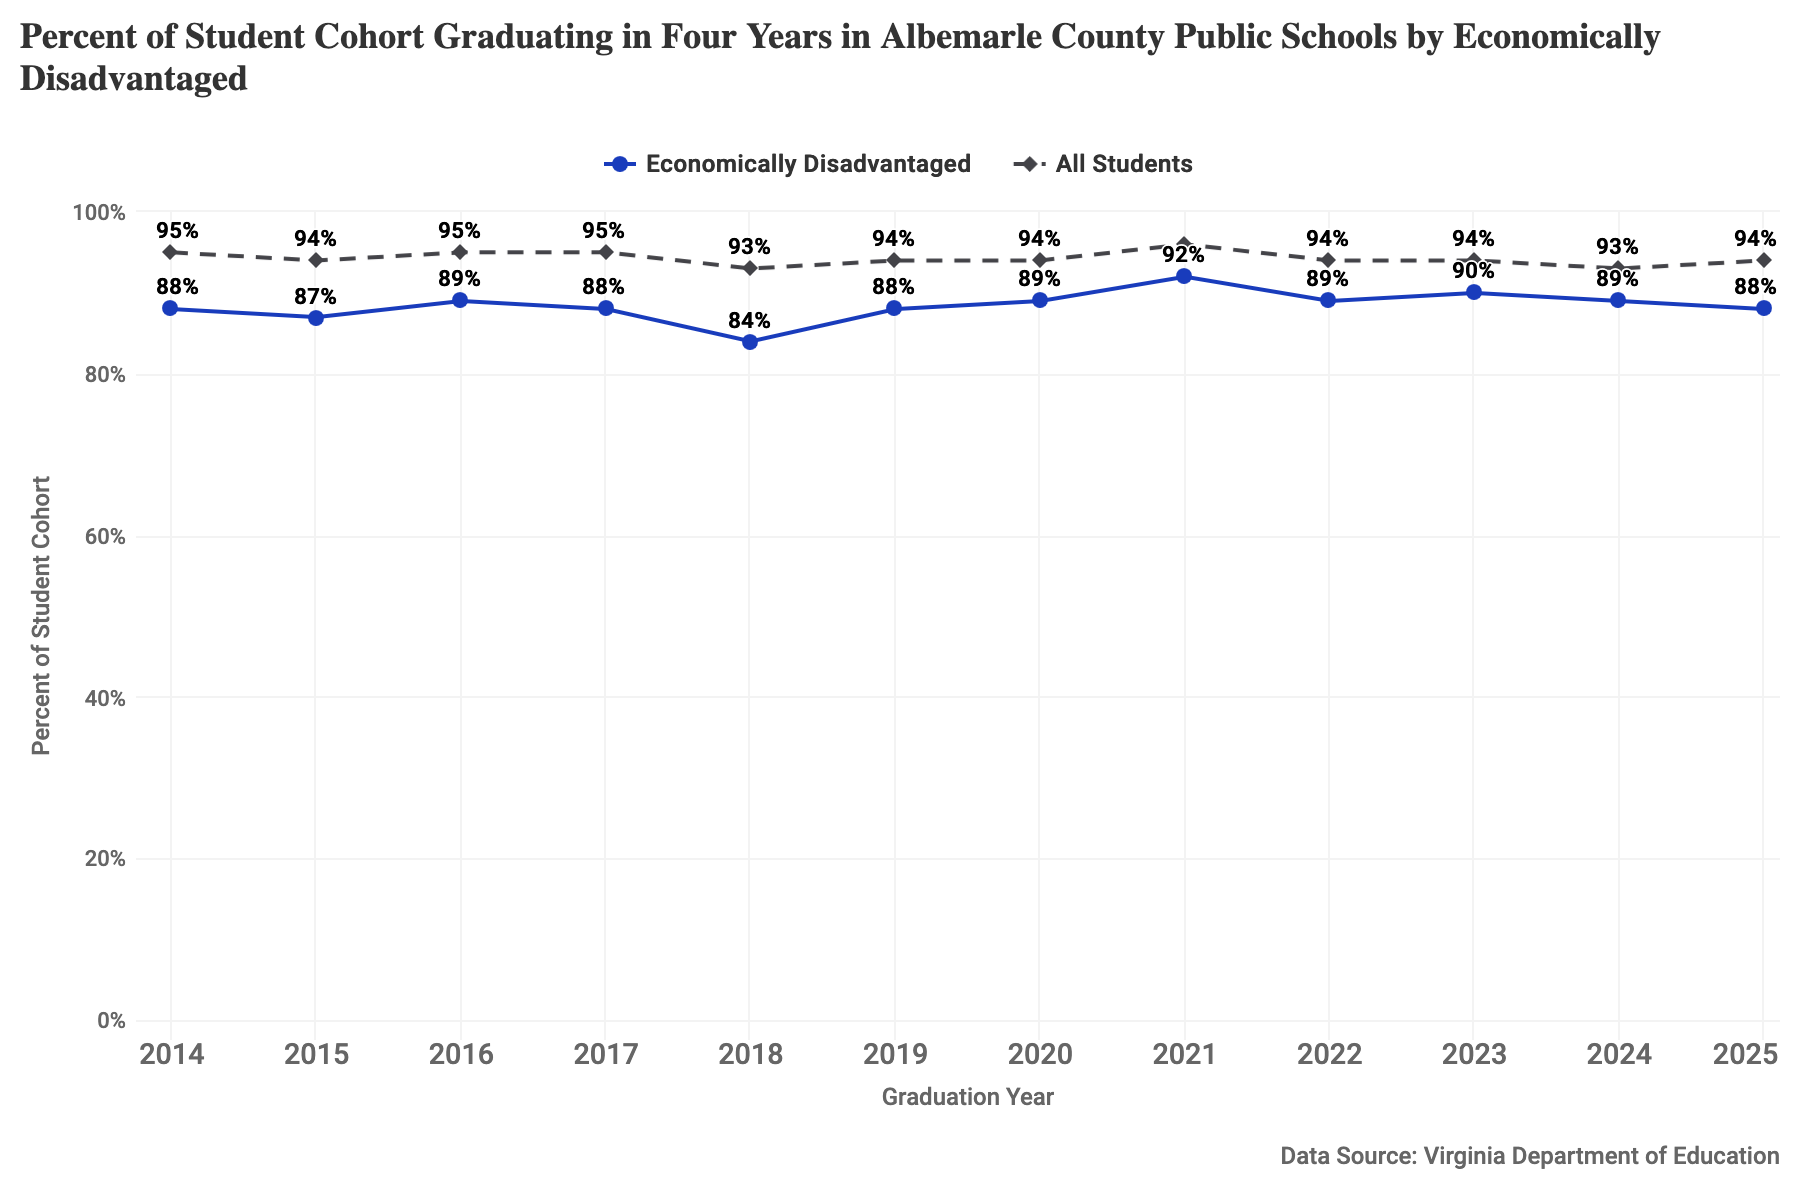 Percent of Student Cohort Graduating in Four Years in Albemarle County Public Schools by Economically
Disadvantaged
Economically Disadvantaged
All Students
100%
80%
60%
40%
20%
0%
Percent of Student Cohort
95% 94% 95% 95% 93% 94% 94% 94% 94% 93% 94%
88% 87% 89% 88% 84% 88% 89% 92% 89% 90% 89% 88%
2014 2015 2016 2017 2018 2019 2020 2021 2022 2023 2024 2025
Graduation Year
Data Source: Virginia Department of Education